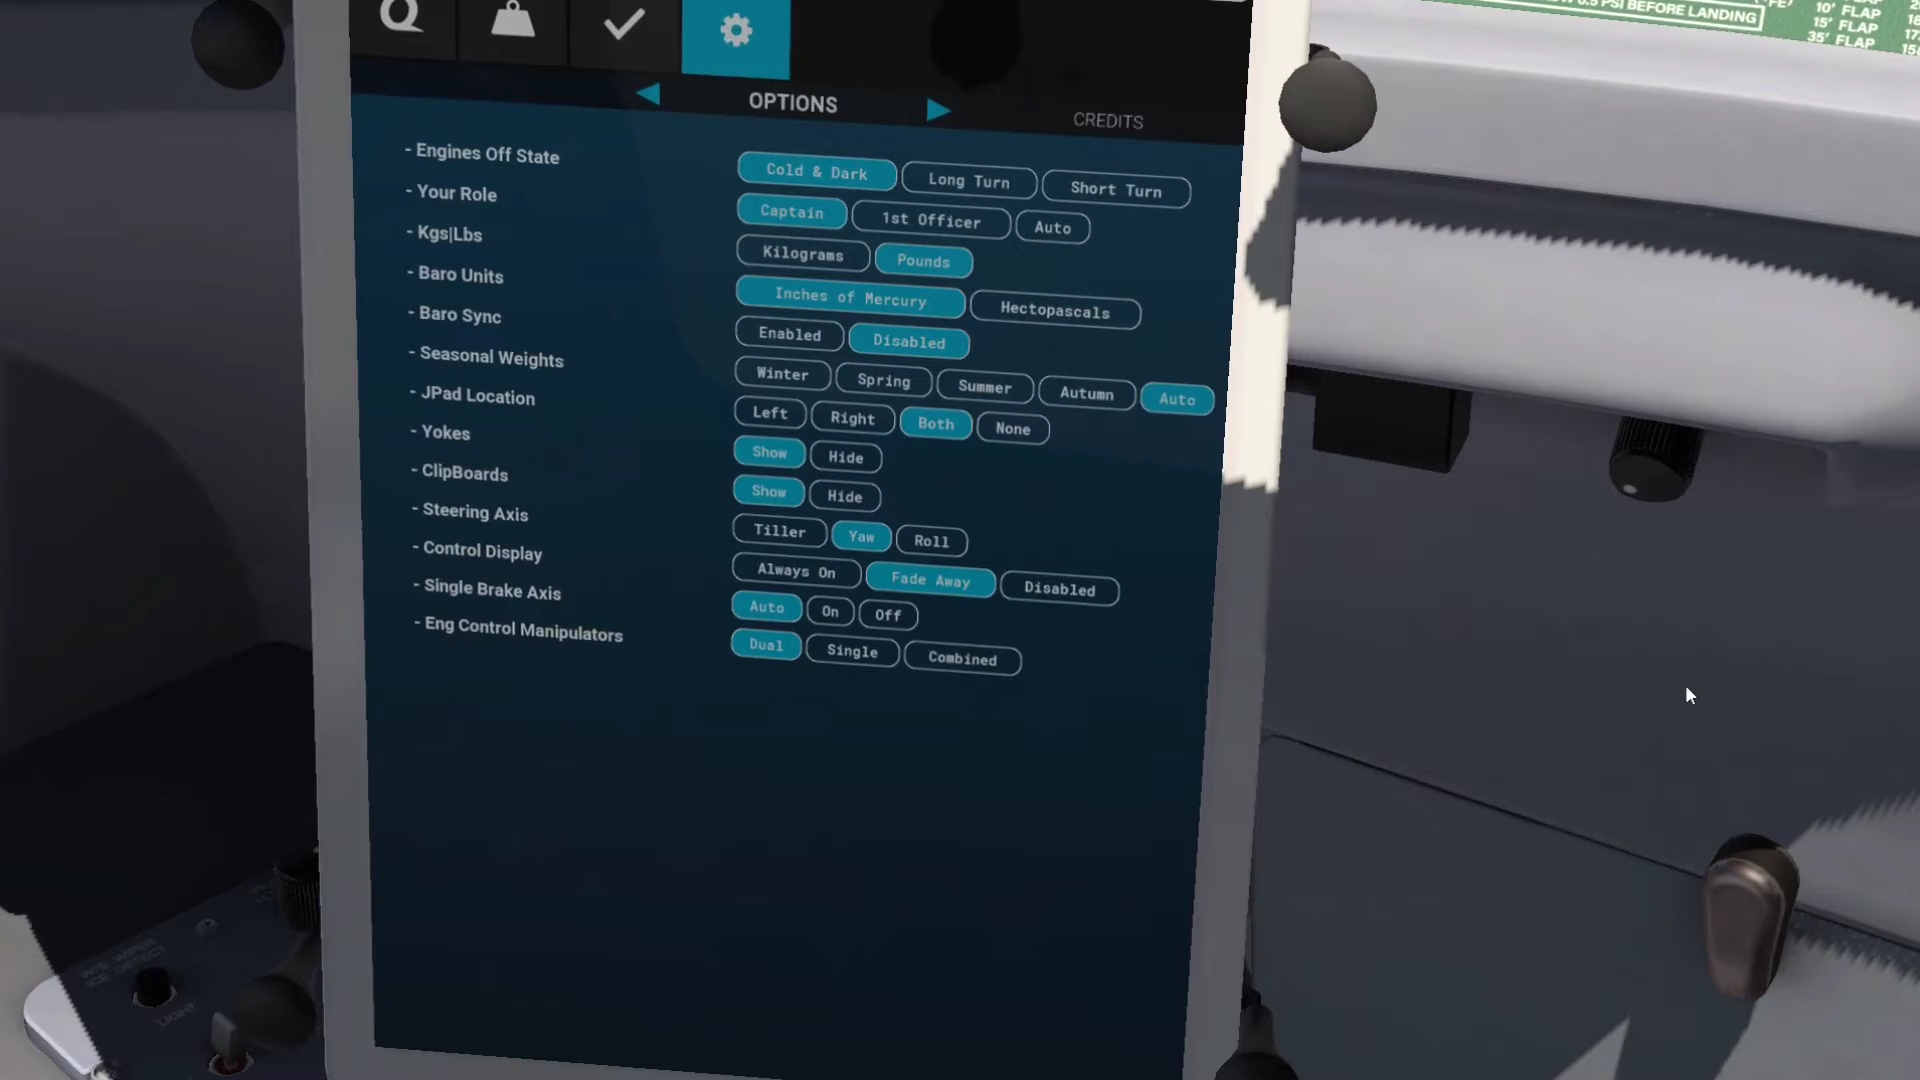 PSI BEFORE LANDING
10' FLAP
15' FLAP
35' FLAP
OPTIONS
CREDITS
- Engines Off State Cold & Dark Long Turn Short Turn
- Your Role Captain 1st Officer Auto
- Kgs|Lbs Kilograms Pounds
- Baro Units Inches of Mercury Hectopascals
- Baro Sync Enabled Disabled
- Seasonal Weights Winter Spring Summer Autumn Auto
- JPad Location Left Right Both None
- Yokes Show Hide
- ClipBoards Show Hide
- Steering Axis Tiller Yaw Roll
- Control Display Always On Fade Away Disabled
- Single Brake Axis Auto On Off
- Eng Control Manipulators Dual Single Combined
W/S WIPER
ICE DETECT
LIGHT